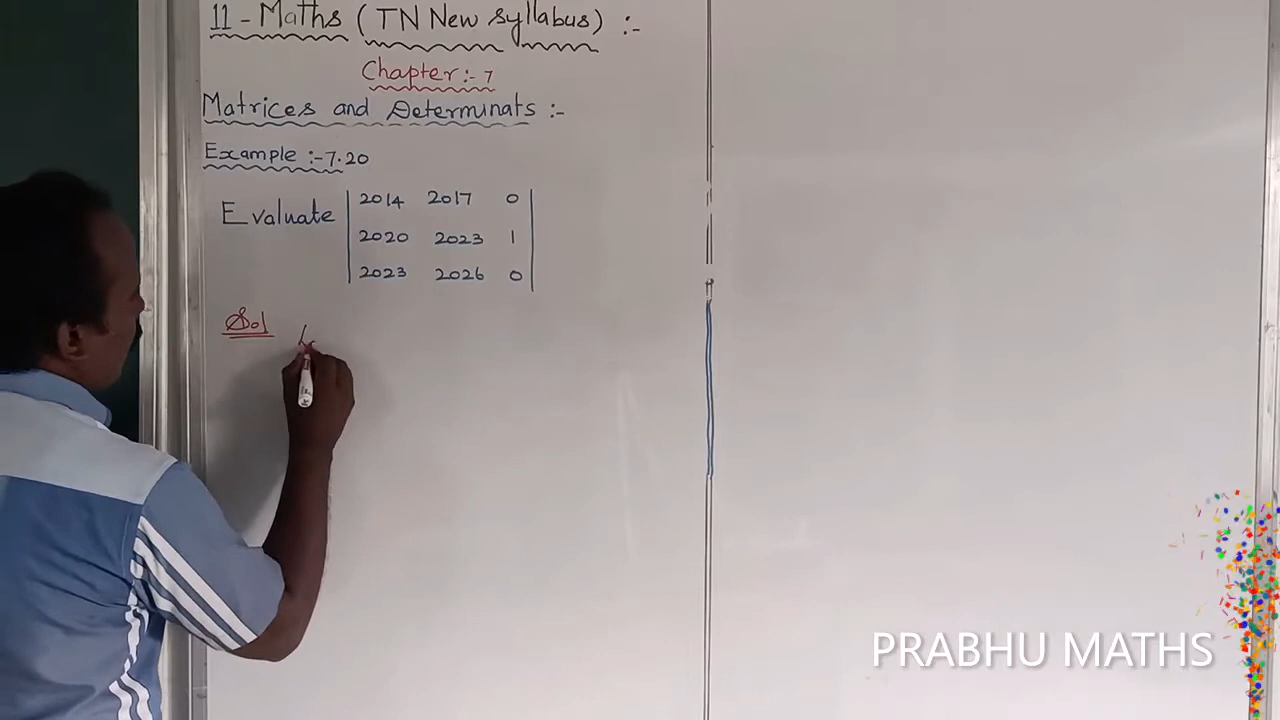 11 - Maths (TN New Syllabus) :-
Chapter :- 7
Matrices and Determinats :-
Example :- 7.20
Evaluate | 2014 2017 0 |
| 2020 2023 1 |
| 2023 2026 0 |
Sol
PRABHU MATHS